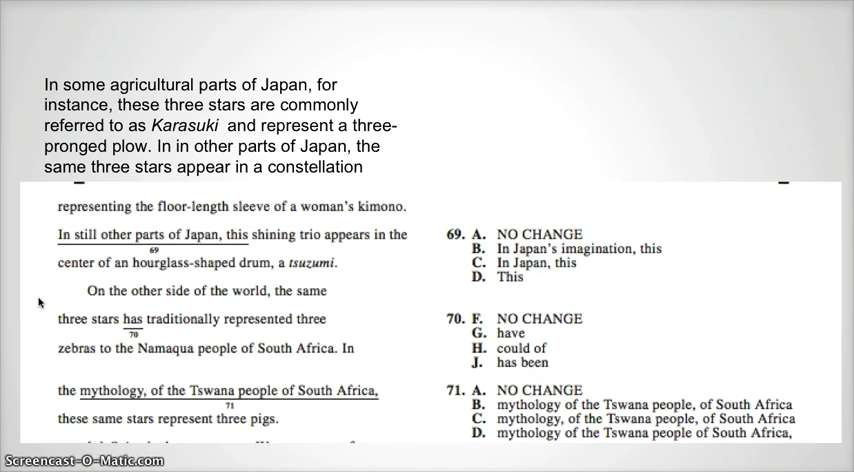 In some agricultural parts of Japan, for
instance, these three stars are commonly
referred to as Karasuki and represent a three-
pronged plow. In in other parts of Japan, the
same three stars appear in a constellation
representing the floor-length sleeve of a woman's kimono.
In still other parts of Japan, this shining trio appears in the
69
center of an hourglass-shaped drum, a tsuzumi.
On the other side of the world, the same
three stars has traditionally represented three
70
zebras to the Namaqua people of South Africa. In
the mythology, of the Tswana people of South Africa,
71
these same stars represent three pigs.
69. A. NO CHANGE
B. In Japan's imagination, this
C. In Japan, this
D. This
70. F. NO CHANGE
G. have
H. could of
J. has been
71. A. NO CHANGE
B. mythology of the Tswana people, of South Africa
C. mythology, of the Tswana people, of South Africa
D. mythology of the Tswana people of South Africa,
Screencast-O-Matic.com